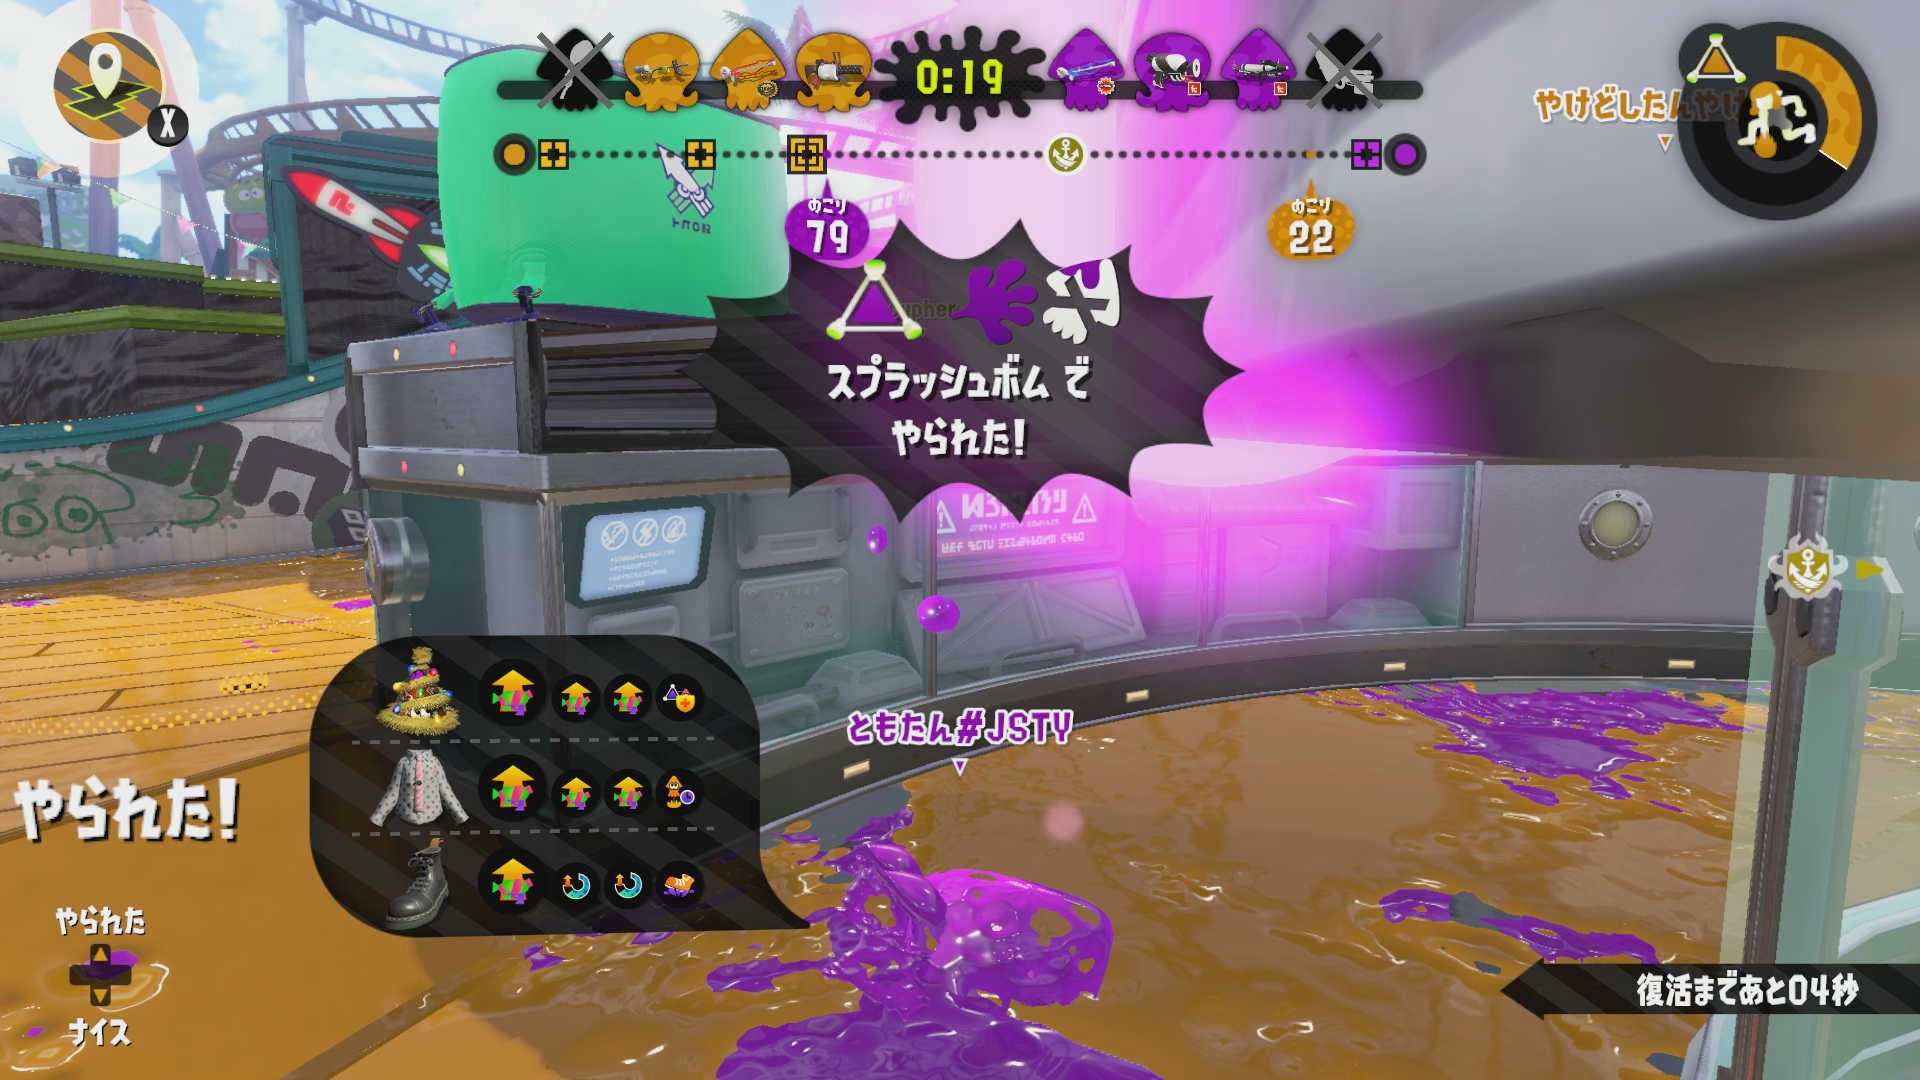 0:19
X
やけどしたんやけ
のこり
79
のこり
22
スプラッシュボム で
やられた!
ともたん#JSTY
やられた!
やられた
ナイス
復活まであと04秒